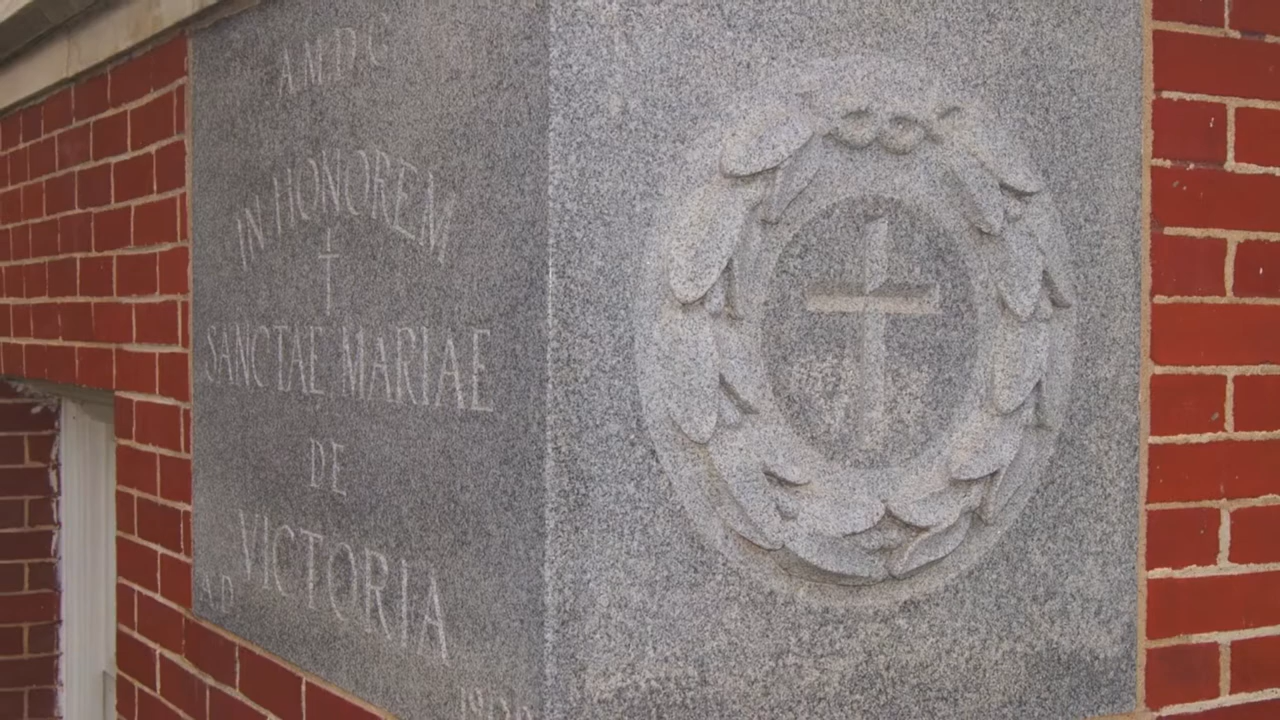 A M D G
IN HONOREM
SANCTAE MARIAE
DE
VICTORIA
A.D